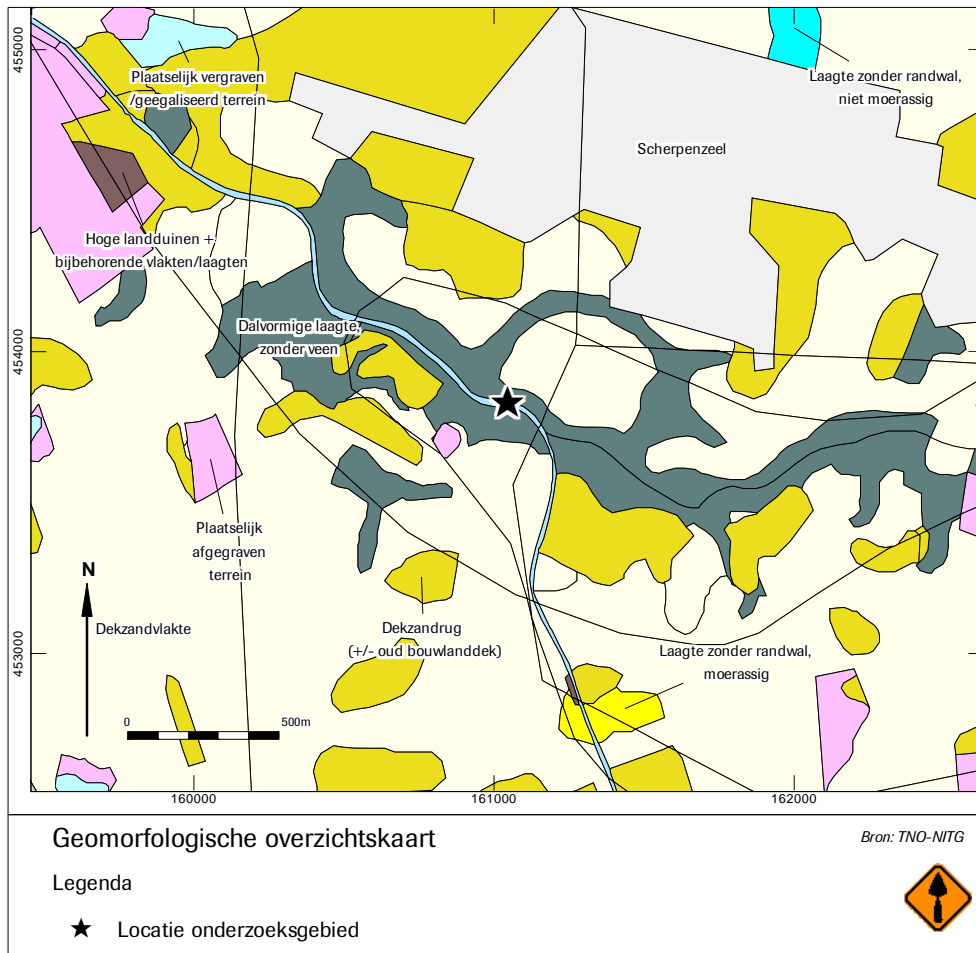 455000
454000
453000
Plaatselijk vergraven
/geegaliseerd terrein
Laagte zonder randwal,
niet moerassig
Scherpenzeel
Hoge landduinen +
bijbehorende vlakten/laagten
Dalvormige laagte,
zonder veen
Plaatselijk
afgegraven
terrein
N
Dekzandvlakte
Dekzandrug
(+/- oud bouwlanddek)
Laagte zonder randwal,
moerassig
0 500m
160000 161000 162000
Geomorfologische overzichtskaart
Bron: TNO-NITG
Legenda
Locatie onderzoeksgebied